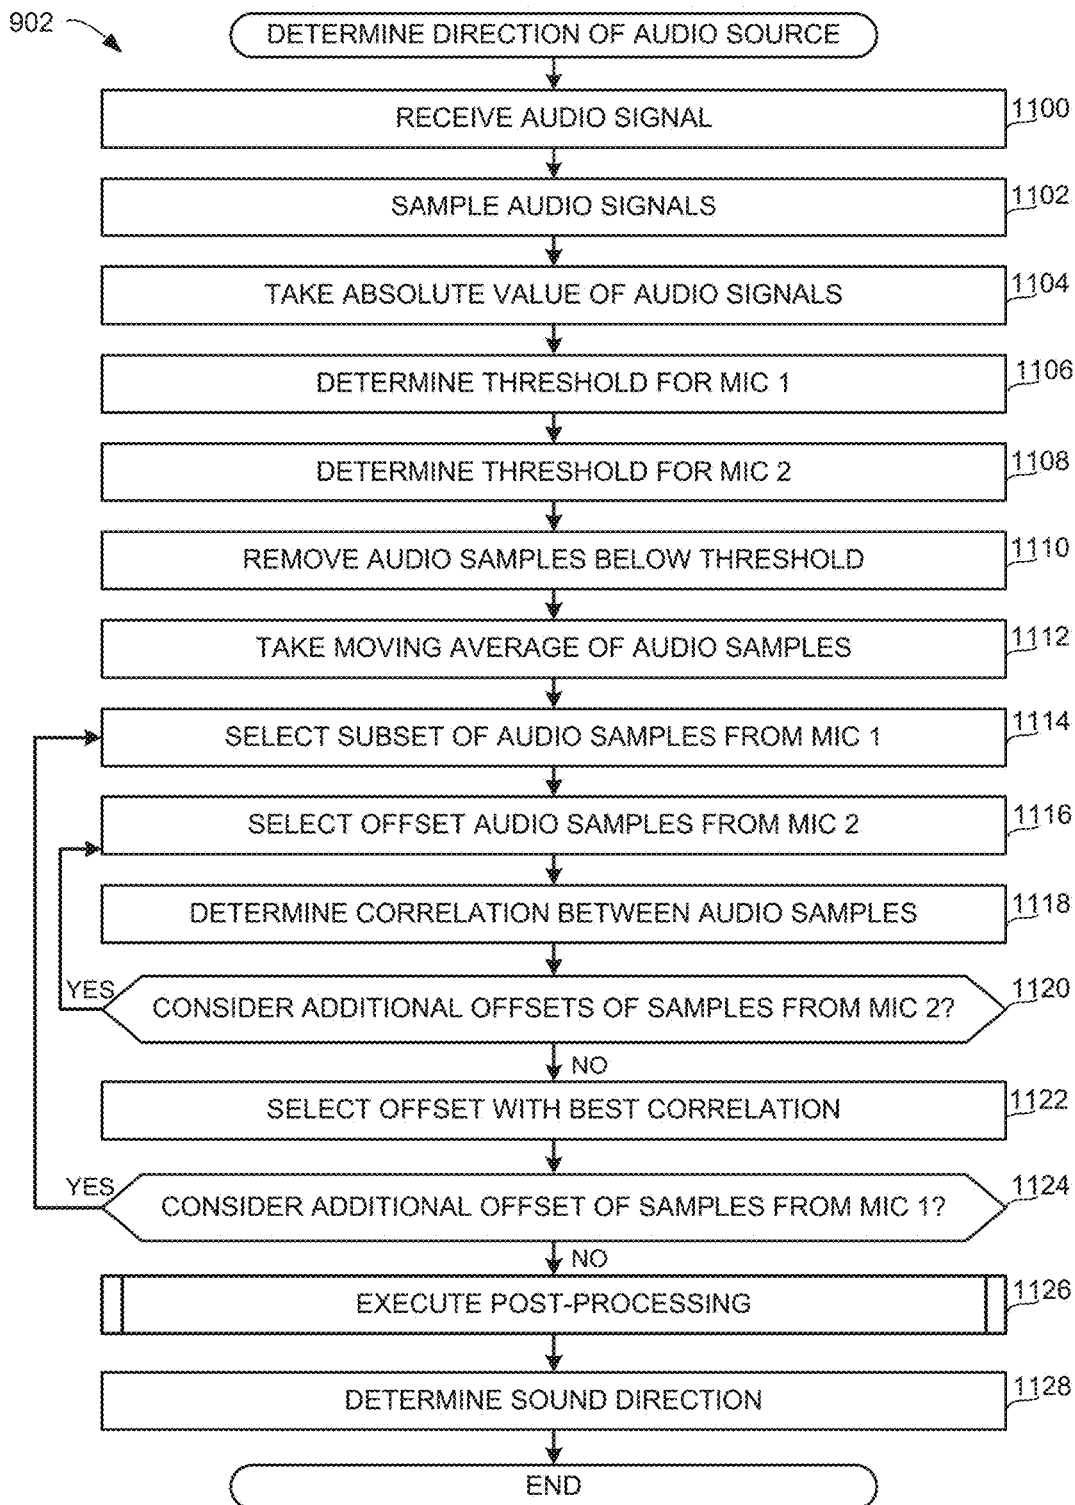 902
DETERMINE DIRECTION OF AUDIO SOURCE
RECEIVE AUDIO SIGNAL
1100
SAMPLE AUDIO SIGNALS
1102
TAKE ABSOLUTE VALUE OF AUDIO SIGNALS
1104
DETERMINE THRESHOLD FOR MIC 1
1106
DETERMINE THRESHOLD FOR MIC 2
1108
REMOVE AUDIO SAMPLES BELOW THRESHOLD
1110
TAKE MOVING AVERAGE OF AUDIO SAMPLES
1112
SELECT SUBSET OF AUDIO SAMPLES FROM MIC 1
1114
SELECT OFFSET AUDIO SAMPLES FROM MIC 2
1116
DETERMINE CORRELATION BETWEEN AUDIO SAMPLES
1118
YES
CONSIDER ADDITIONAL OFFSETS OF SAMPLES FROM MIC 2?
1120
NO
SELECT OFFSET WITH BEST CORRELATION
1122
YES
CONSIDER ADDITIONAL OFFSET OF SAMPLES FROM MIC 1?
1124
NO
EXECUTE POST-PROCESSING
1126
DETERMINE SOUND DIRECTION
1128
END